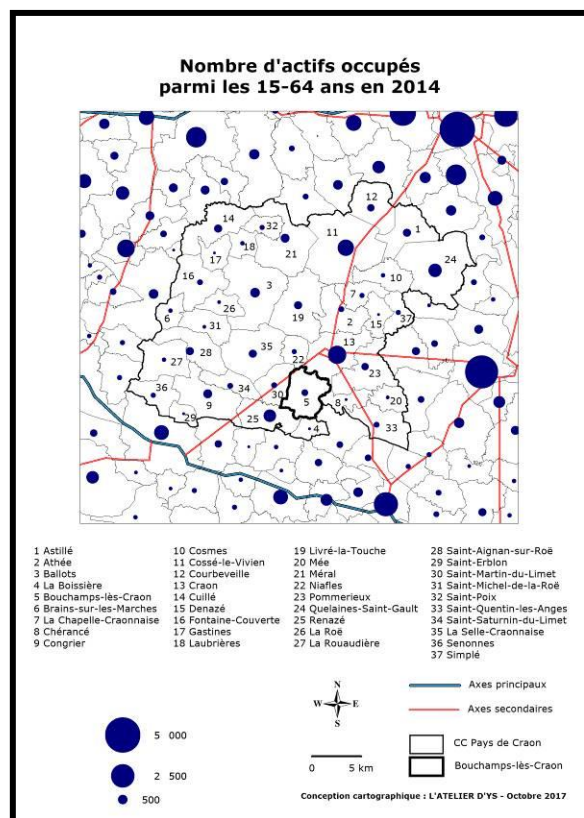 Nombre d'actifs occupés
parmi les 15-64 ans en 2014
12
14
32
1
18
21
11
24
17
10
16
3
7
26
19
2
15
37
6
31
13
35
28
22
27
23
36
34
30
9
5
8
20
29
25
4
33
1 Astillé
2 Athée
3 Ballots
4 La Boissière
5 Bouchamps-lès-Craon
6 Brains-sur-les-Marches
7 La Chapelle-Craonnaise
8 Chérancé
9 Congrier
10 Cosmes
11 Cossé-le-Vivien
12 Courbeveille
13 Craon
14 Cuillé
15 Denazé
16 Fontaine-Couverte
17 Gastines
18 Laubrières
19 Livré-la-Touche
20 Mée
21 Méral
22 Niafles
23 Pommerieux
24 Quelaines-Saint-Gault
25 Renazé
26 La Roë
27 La Rouaudière
28 Saint-Aignan-sur-Roë
29 Saint-Erblon
30 Saint-Martin-du-Limet
31 Saint-Michel-de-la-Roë
32 Saint-Poix
33 Saint-Quentin-les-Anges
34 Saint-Saturnin-du-Limet
35 La Selle-Craonnaise
36 Senonnes
37 Simplé
5 000
2 500
500
N
W E
S
0 5 km
Axes principaux
Axes secondaires
CC Pays de Craon
Bouchamps-lès-Craon
Conception cartographique : L'ATELIER D'YS - Octobre 2017